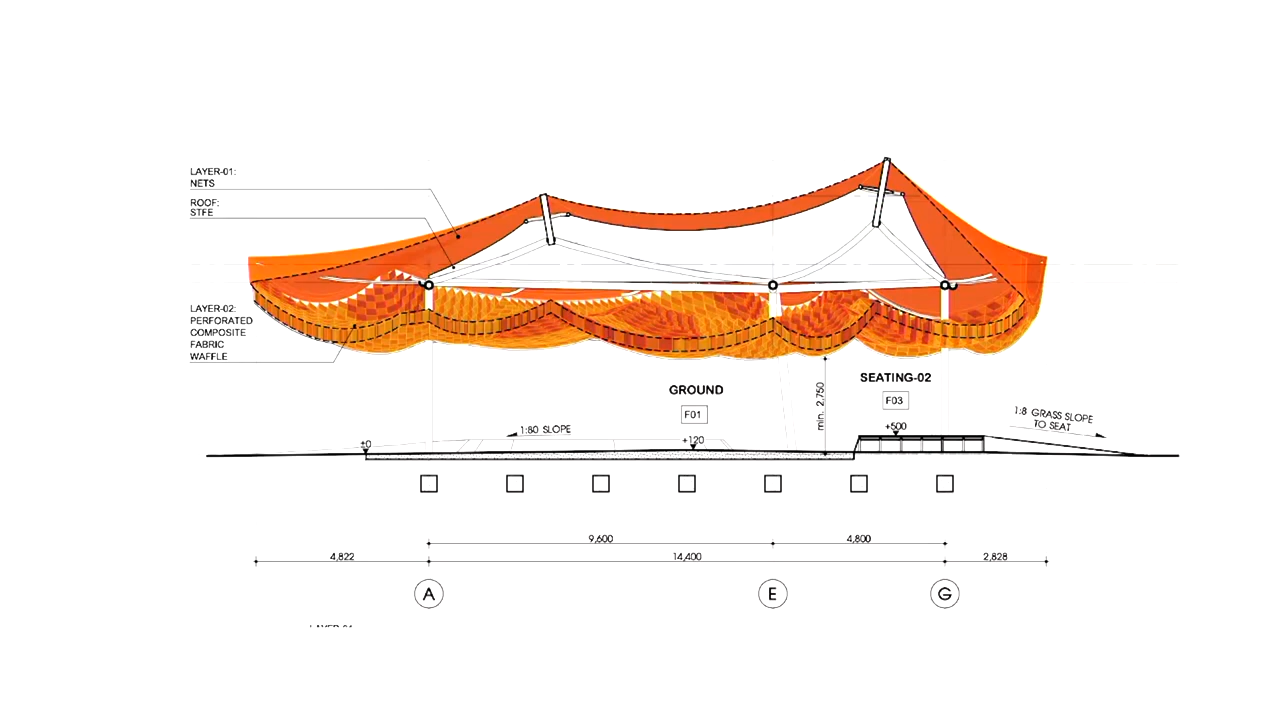 LAYER-01:
NETS
ROOF:
STFE
LAYER-02:
PERFORATED
COMPOSITE
FABRIC
WAFFLE
GROUND
F01
SEATING-02
F03
min. 2,750
1:80 SLOPE
±0
+120
+500
1:8 GRASS SLOPE
TO SEAT
9,600
4,800
4,822
14,400
2,828
A
E
G